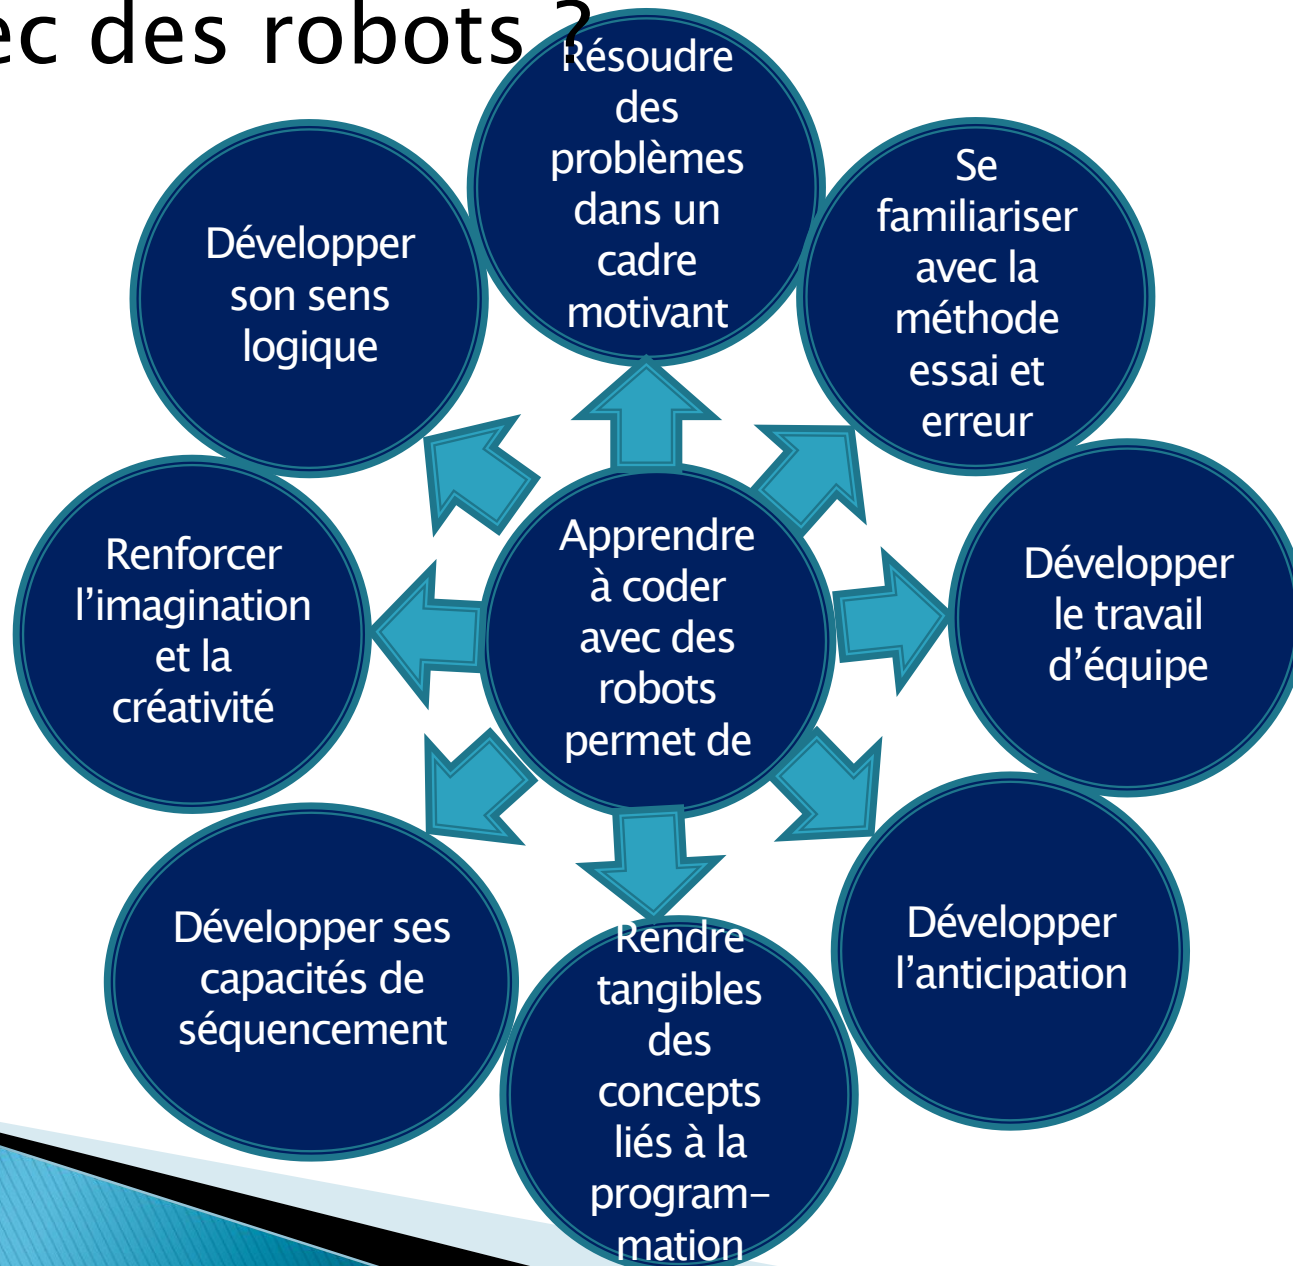 ec des robots ?
Résoudre
des
problèmes
dans un
cadre
motivant
Se
familiariser
avec la
méthode
essai et
erreur
Développer
le travail
d’équipe
Développer
l’anticipation
Rendre
tangibles
des
concepts
liés à la
program-
mation
Développer ses
capacités de
séquencement
Renforcer
l’imagination
et la
créativité
Développer
son sens
logique
Apprendre
à coder
avec des
robots
permet de